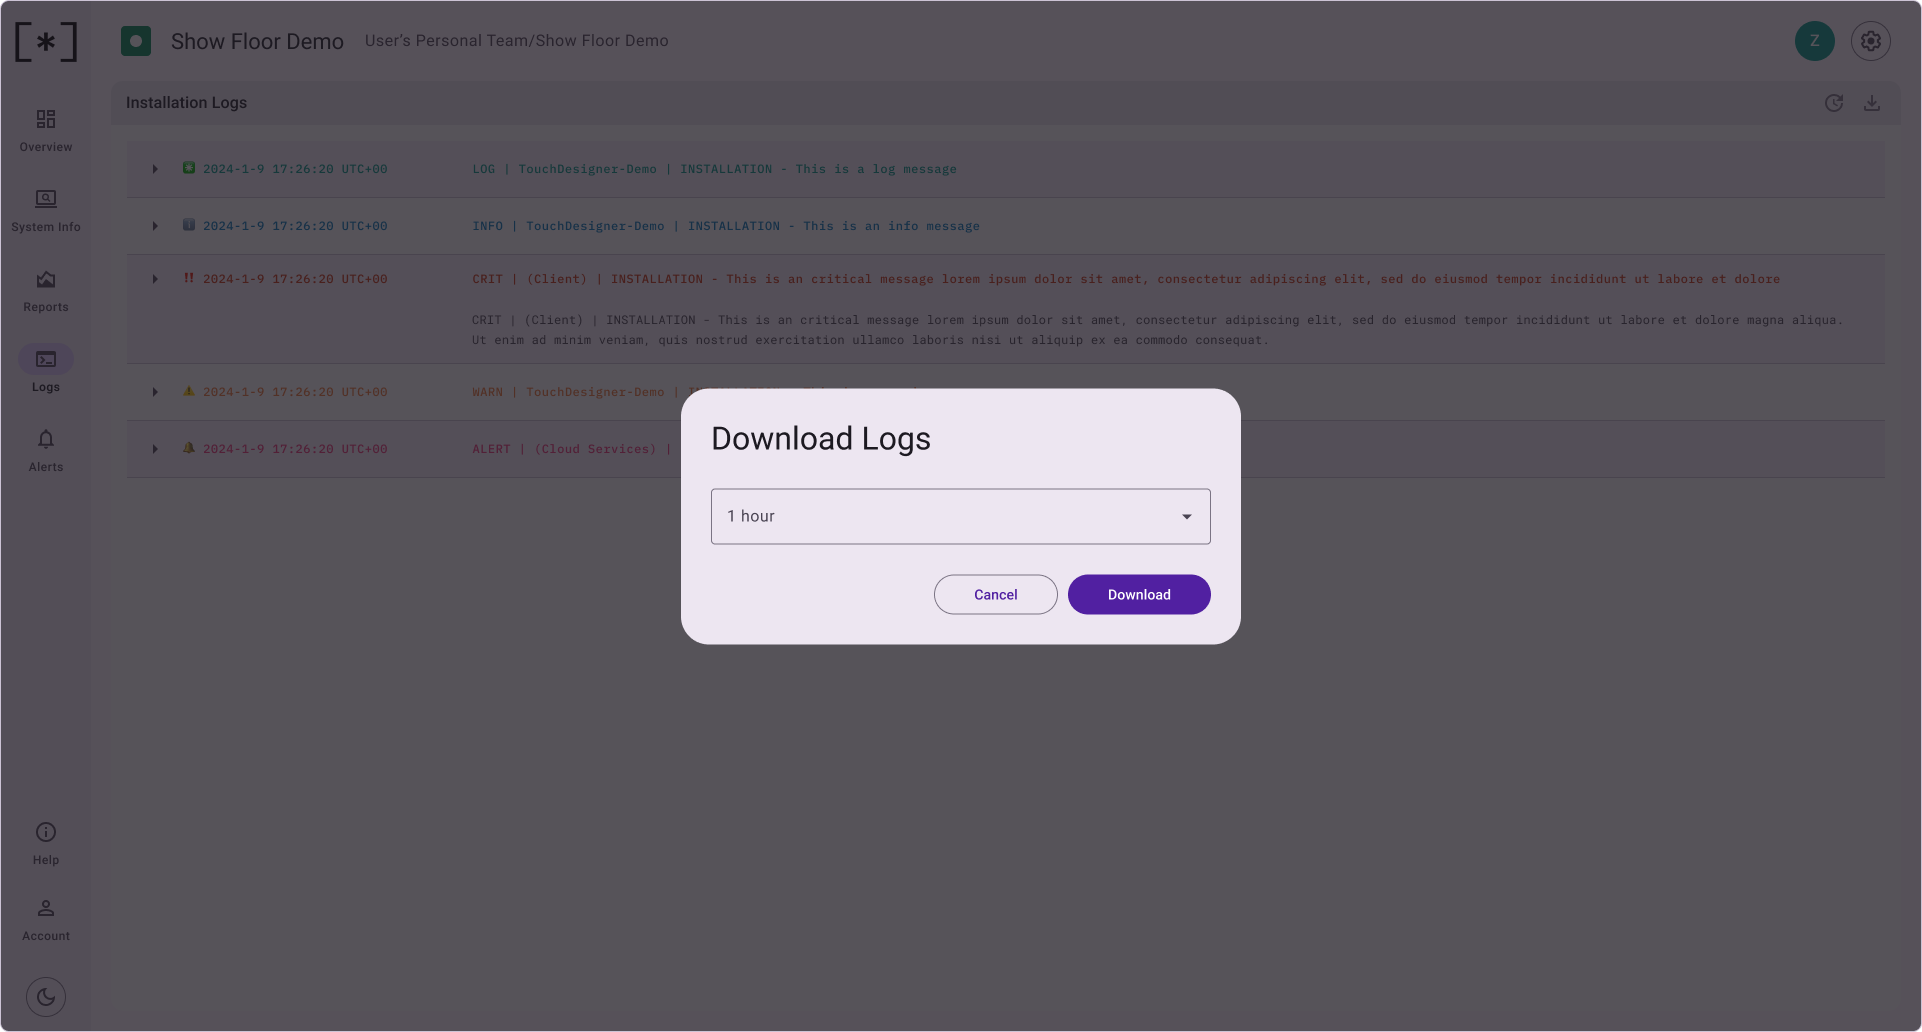 [*]
Show Floor Demo
User's Personal Team/Show Floor Demo
Z
Installation Logs
Overview
System Info
Reports
Logs
Alerts
2024-1-9 17:26:20 UTC+00 LOG | TouchDesigner-Demo | INSTALLATION - This is a log message
2024-1-9 17:26:20 UTC+00 INFO | TouchDesigner-Demo | INSTALLATION - This is an info message
2024-1-9 17:26:20 UTC+00 CRIT | (Client) | INSTALLATION - This is an critical message lorem ipsum dolor sit amet, consectetur adipiscing elit, sed do eiusmod tempor incididunt ut labore et dolore
CRIT | (Client) | INSTALLATION - This is an critical message lorem ipsum dolor sit amet, consectetur adipiscing elit, sed do eiusmod tempor incididunt ut labore et dolore magna aliqua.
Ut enim ad minim veniam, quis nostrud exercitation ullamco laboris nisi ut aliquip ex ea commodo consequat.
2024-1-9 17:26:20 UTC+00 WARN | TouchDesigner-Demo |
2024-1-9 17:26:20 UTC+00 ALERT | (Cloud Services) |
Download Logs
1 hour
Cancel
Download
Help
Account